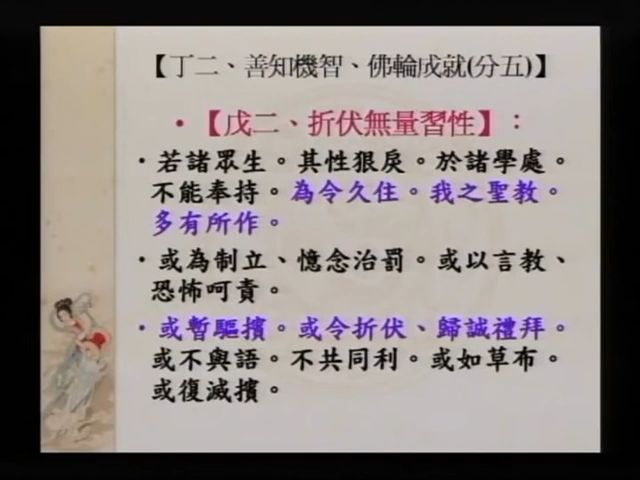 【丁二、善知機智、佛輪成就(分五)】
•【戊二、折伏無量習性】：
•若諸眾生。其性狠戾。於諸學處。
不能奉持。為令久住。我之聖教。
多有所作。
•或為制立、憶念治罰。或以言教、
恐怖呵責。
•或暫驅擯。或令折伏、歸誠禮拜。
或不與語。不共同利。或如草布。
或復滅擯。